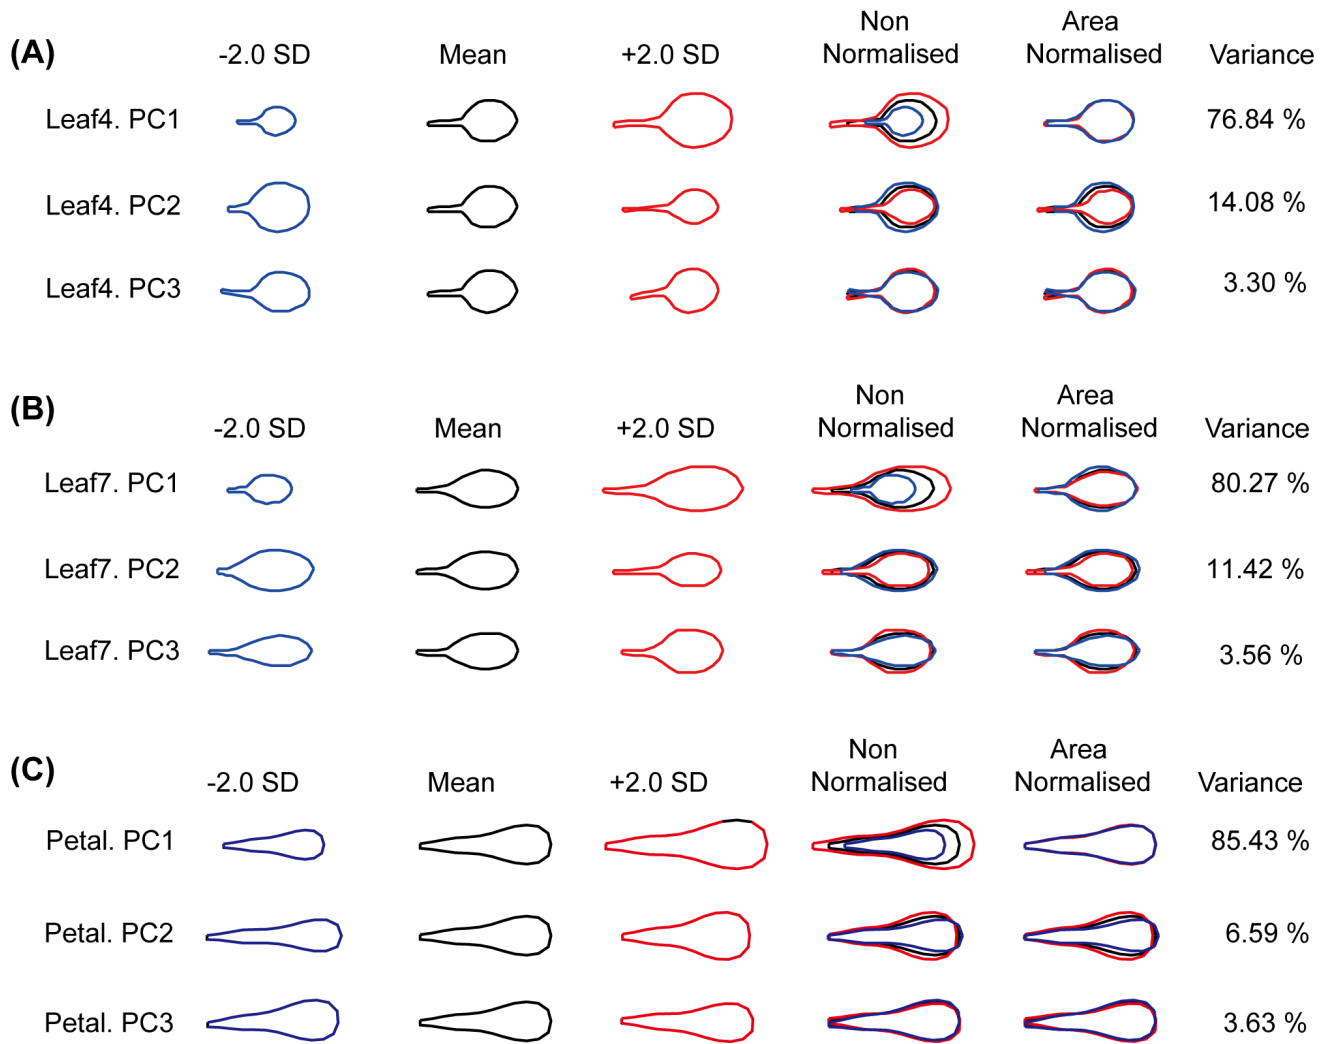 (A)
-2.0 SD Mean +2.0 SD Non Normalised Area Normalised Variance
Leaf4. PC1 76.84 %
Leaf4. PC2 14.08 %
Leaf4. PC3 3.30 %
(B)
-2.0 SD Mean +2.0 SD Non Normalised Area Normalised Variance
Leaf7. PC1 80.27 %
Leaf7. PC2 11.42 %
Leaf7. PC3 3.56 %
(C)
-2.0 SD Mean +2.0 SD Non Normalised Area Normalised Variance
Petal. PC1 85.43 %
Petal. PC2 6.59 %
Petal. PC3 3.63 %